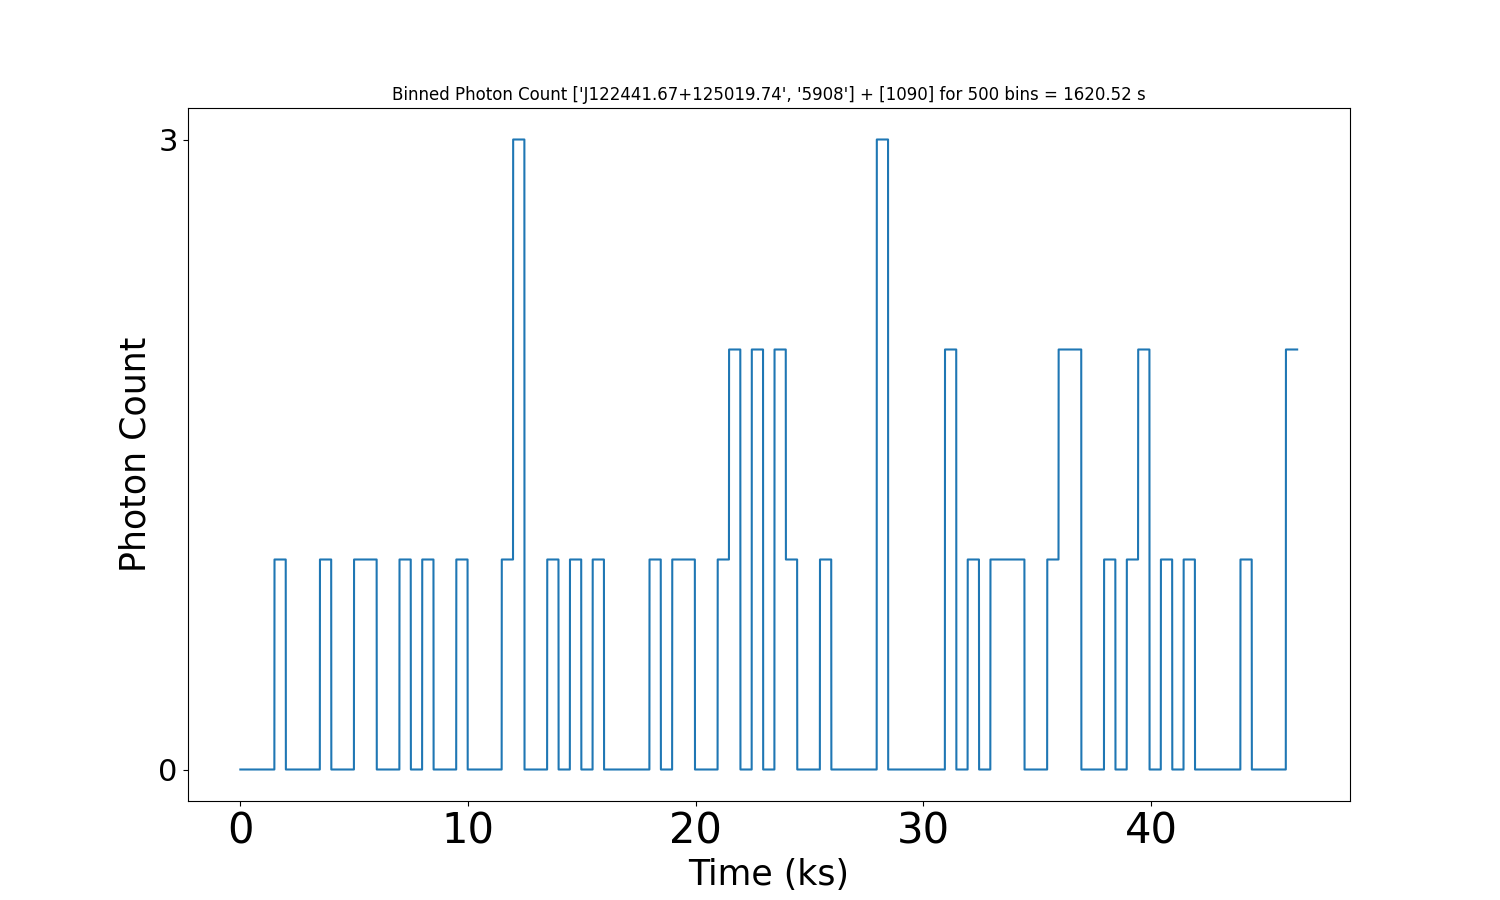 Binned Photon Count ['J122441.67+125019.74', '5908'] + [1090] for 500 bins = 1620.52 s
3
Photon Count
0
0 10 20 30 40
Time (ks)